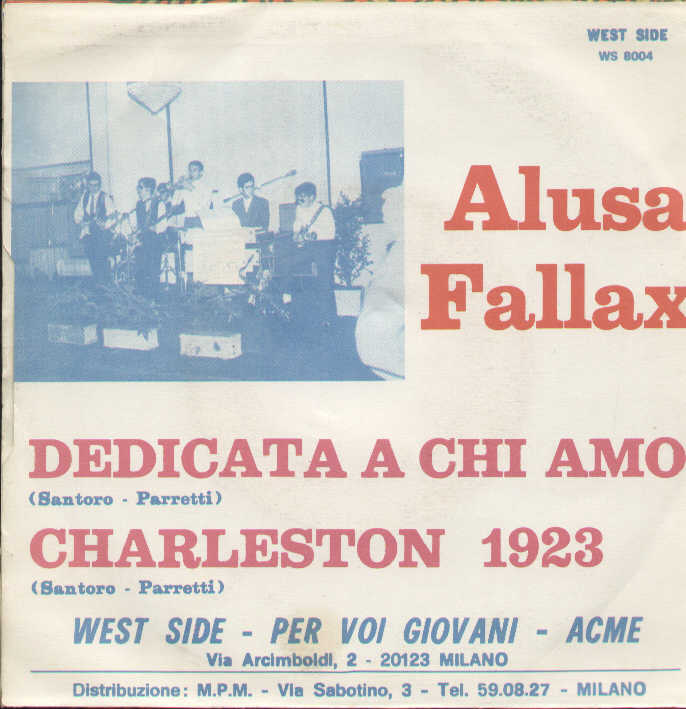 WEST SIDE
WS 8004
Alusa
Fallax
DEDICATA A CHI AMO
(Santoro - Parretti)
CHARLESTON 1923
(Santoro - Parretti)
WEST SIDE - PER VOI GIOVANI - ACME
Via Arcimboldi, 2 - 20123 MILANO
Distribuzione: M.P.M. - Via Sabotino, 3 - Tel. 59.08.27 - MILANO